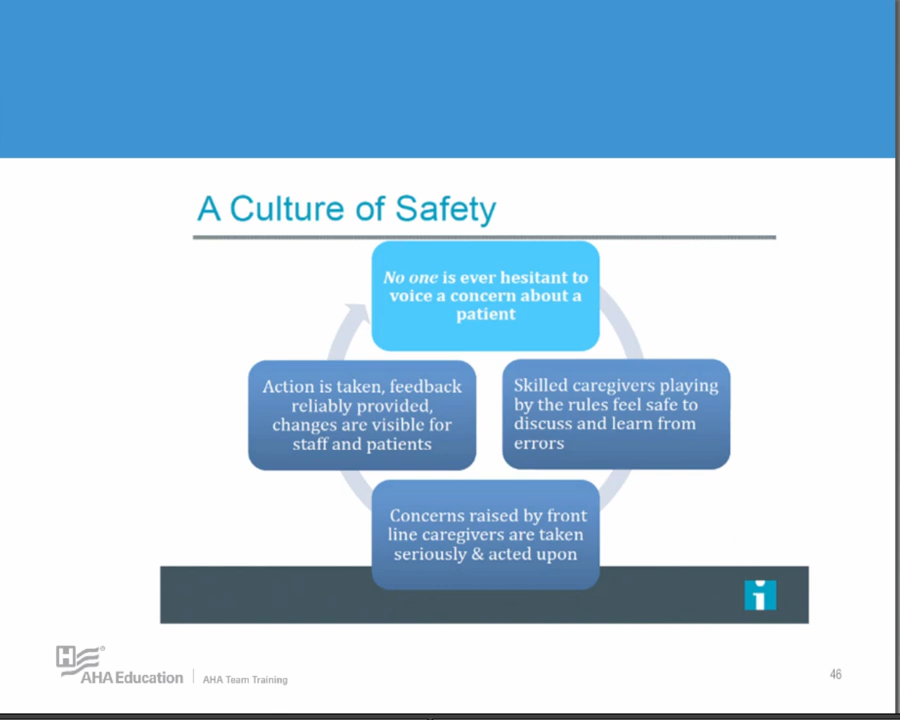 A Culture of Safety
No one is ever hesitant to
voice a concern about a
patient
Action is taken, feedback
reliably provided,
changes are visible for
staff and patients
Skilled caregivers playing
by the rules feel safe to
discuss and learn from
errors
Concerns raised by front
line caregivers are taken
seriously & acted upon
i
H
AHA Education | AHA Team Training
46